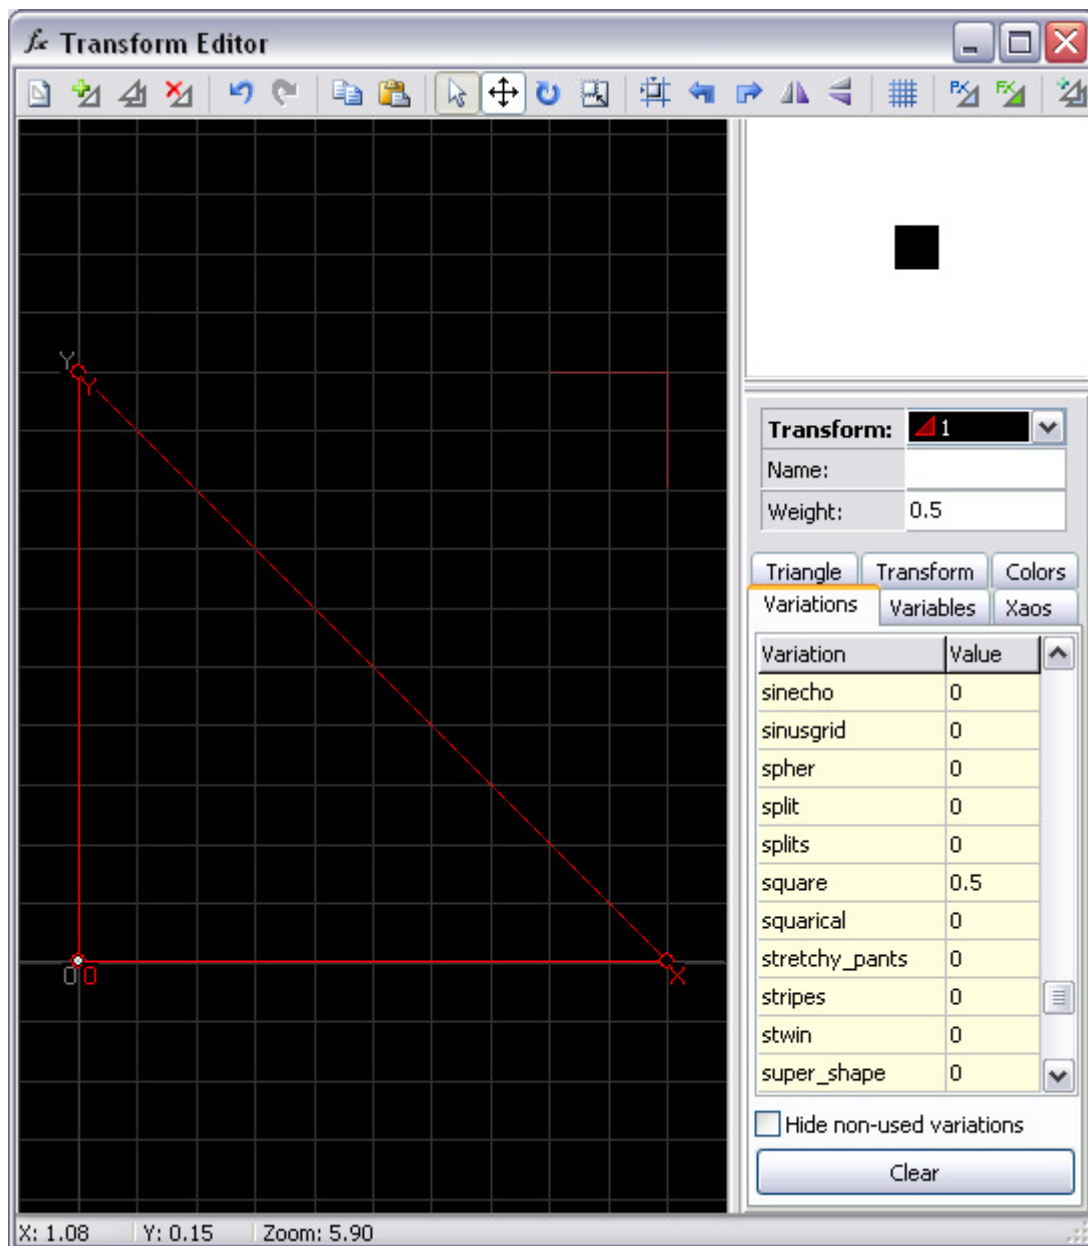 fx Transform Editor
Y
Y
O O
X
Transform: 1
Name:
Weight: 0.5
Triangle Transform Colors
Variations Variables Xaos
Variation Value
sinecho 0
sinusgrid 0
spher 0
split 0
splits 0
square 0.5
squarical 0
stretchy_pants 0
stripes 0
stwin 0
super_shape 0
Hide non-used variations
Clear
X: 1.08 Y: 0.15 Zoom: 5.90